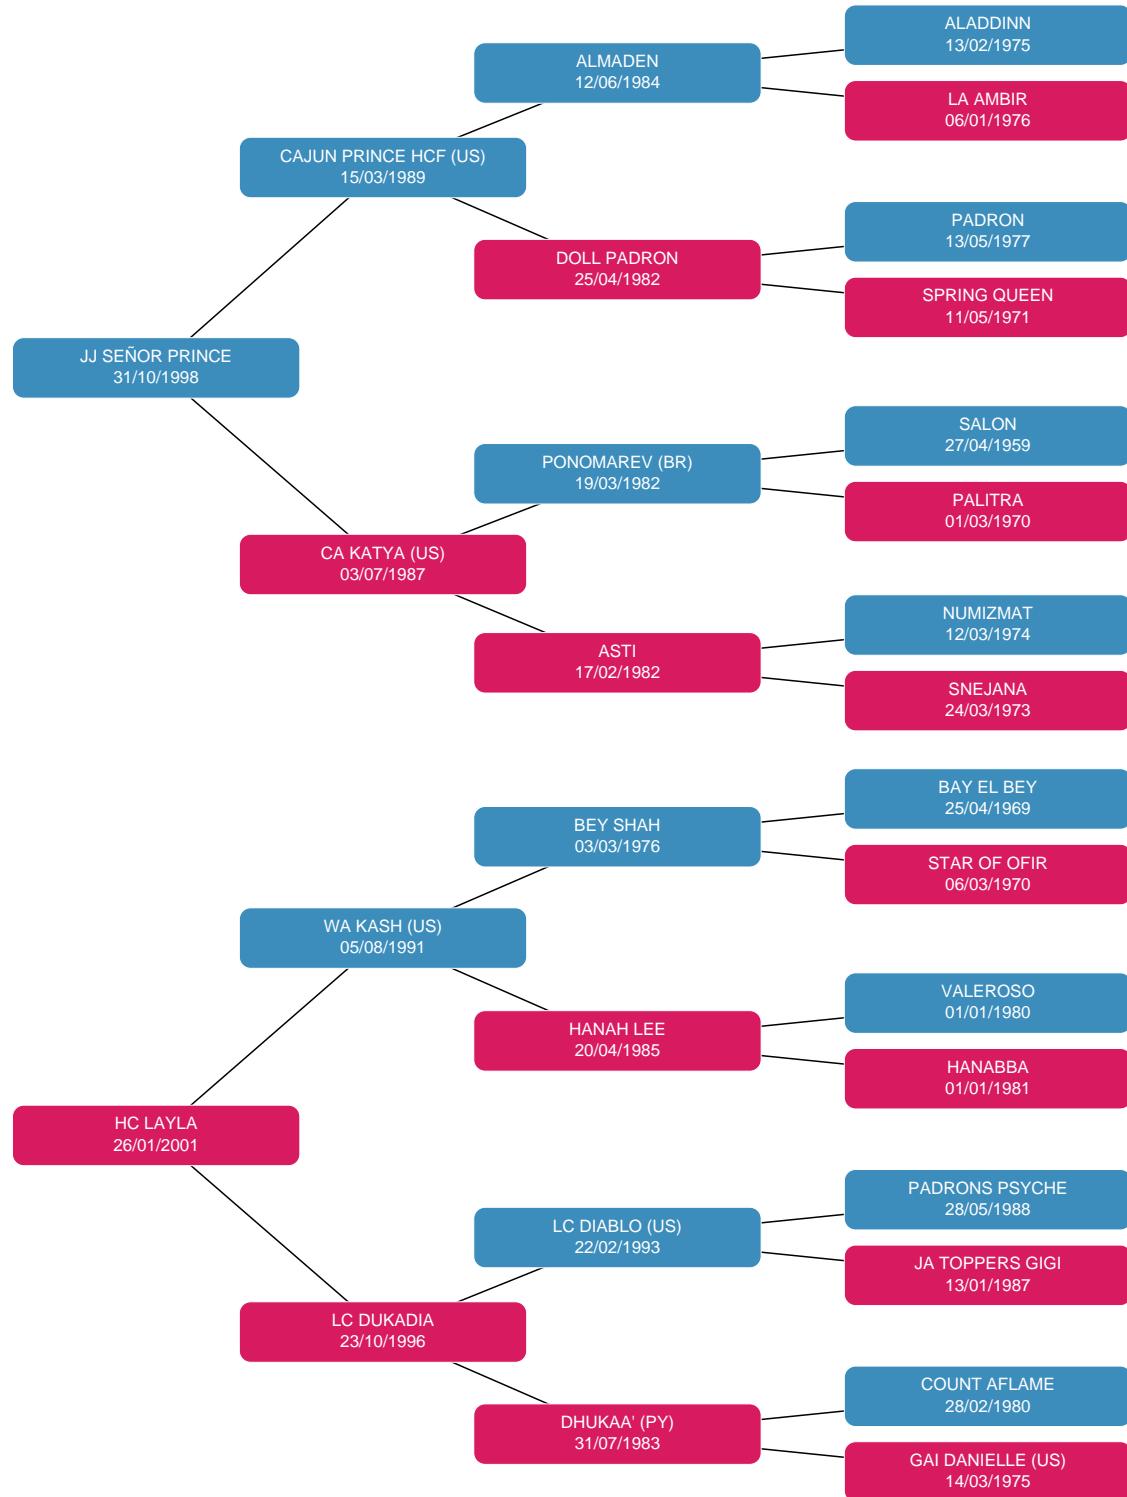 ALADDINN
13/02/1975
ALMADEN
12/06/1984
LA AMBIR
06/01/1976
CAJUN PRINCE HCF (US)
15/03/1989
PADRON
13/05/1977
DOLL PADRON
25/04/1982
SPRING QUEEN
11/05/1971
JJ SEÑOR PRINCE
31/10/1998
SALON
27/04/1959
PONOMAREV (BR)
19/03/1982
PALITRA
01/03/1970
CA KATYA (US)
03/07/1987
NUMIZMAT
12/03/1974
ASTI
17/02/1982
SNEJANA
24/03/1973
BAY EL BEY
25/04/1969
BEY SHAH
03/03/1976
STAR OF OFIR
06/03/1970
WA KASH (US)
05/08/1991
VALEROSO
01/01/1980
HANAH LEE
20/04/1985
HANABBA
01/01/1981
HC LAYLA
26/01/2001
PADRONS PSYCHE
28/05/1988
LC DIABLO (US)
22/02/1993
JA TOPPERS GIGI
13/01/1987
LC DUKADIA
23/10/1996
COUNT AFLAME
28/02/1980
DHUKAA' (PY)
31/07/1983
GAI DANIELLE (US)
14/03/1975